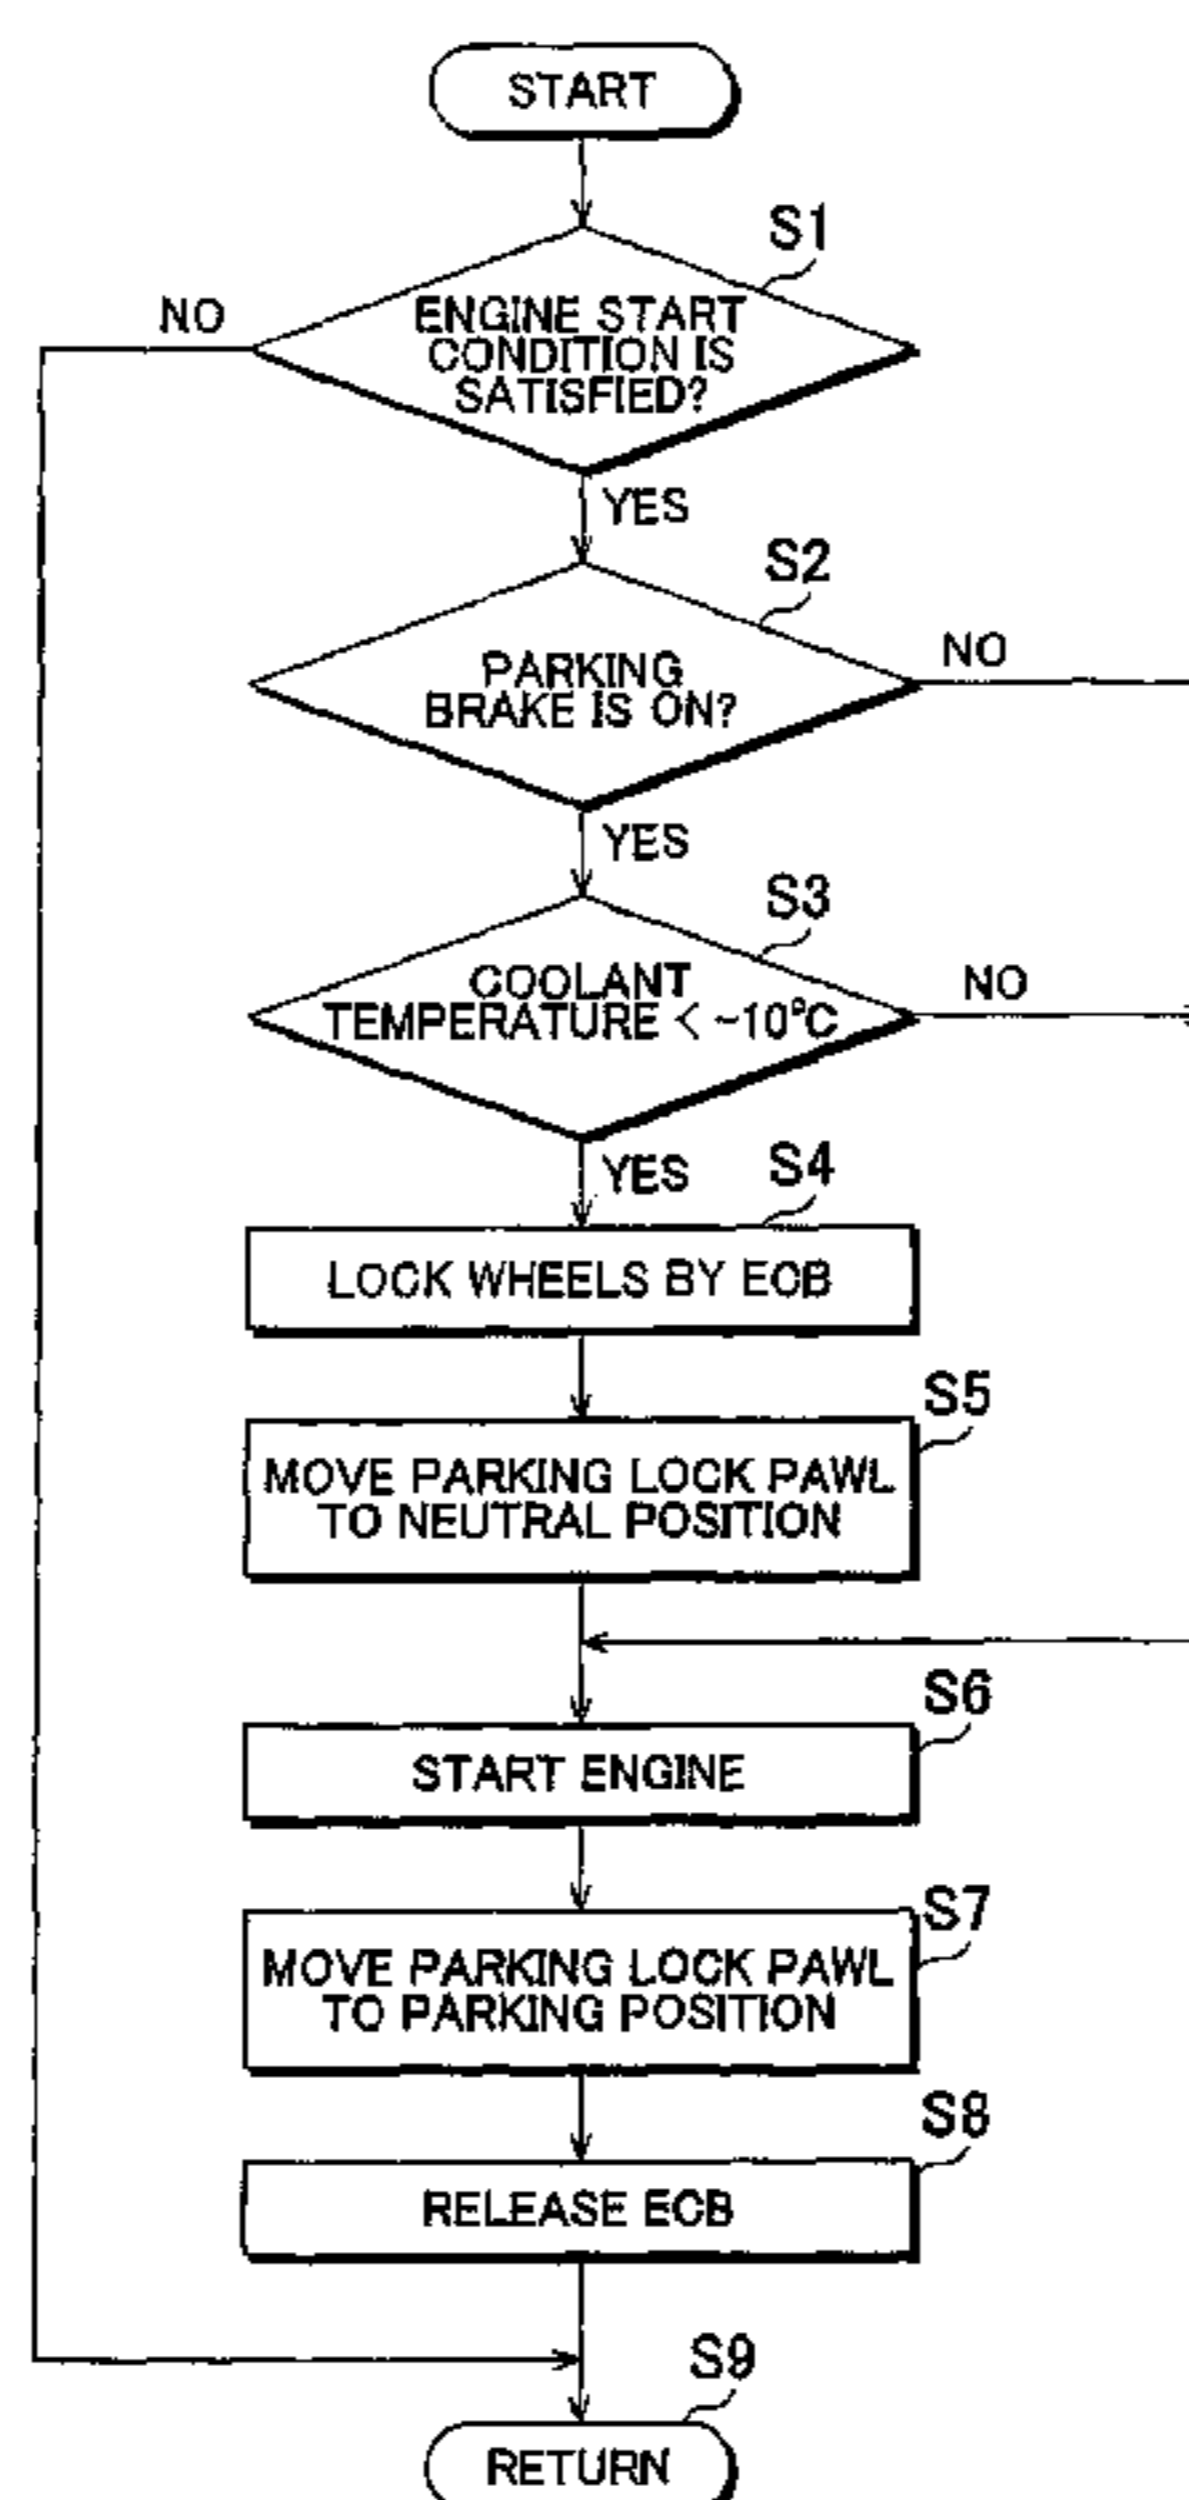 START
S1
NO
ENGINE START
CONDITION IS
SATISFIED?
YES
S2
NO
PARKING
BRAKE IS ON?
YES
S3
NO
COOLANT
TEMPERATURE < -10°C
YES
S4
LOCK WHEELS BY ECB
S5
MOVE PARKING LOCK PAWL
TO NEUTRAL POSITION
S6
START ENGINE
S7
MOVE PARKING LOCK PAWL
TO PARKING POSITION
S8
RELEASE ECB
S9
RETURN